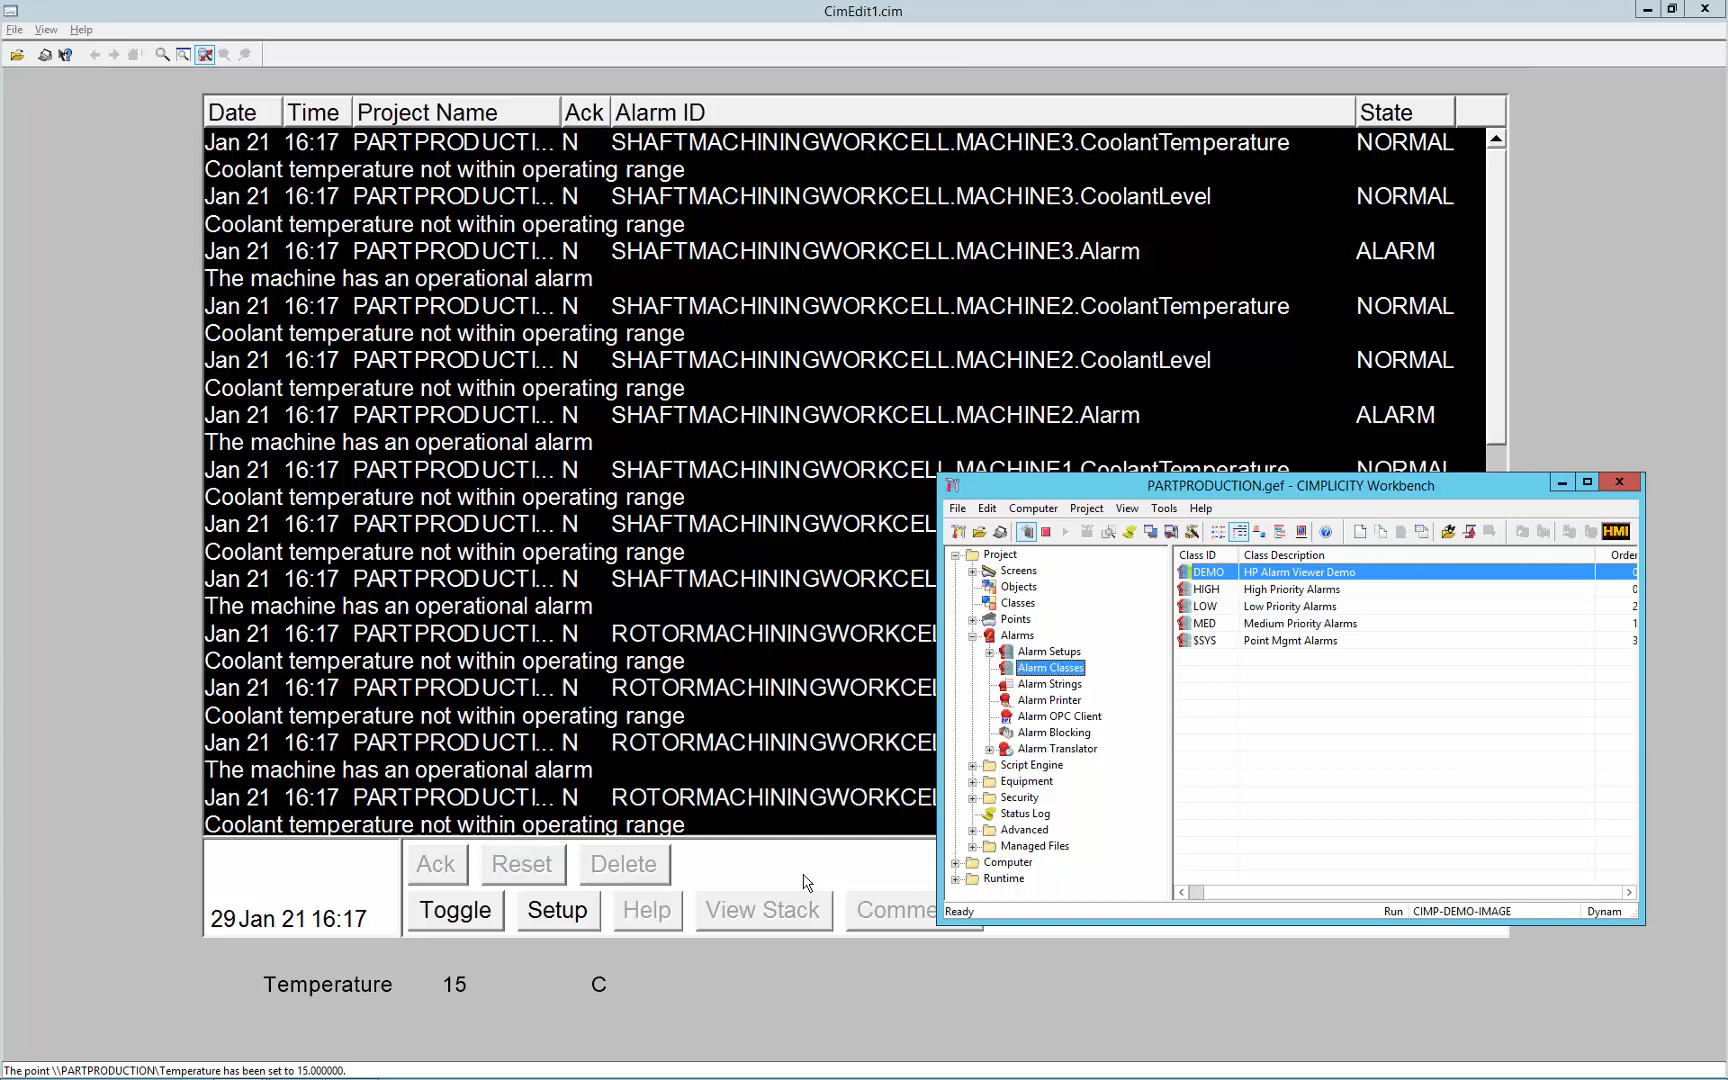 CimEdit1.cim
File View Help
Date Time Project Name Ack Alarm ID State
Jan 21 16:17 PARTPRODUCTI... N SHAFTMACHININGWORKCELL.MACHINE3.CoolantTemperature NORMAL
Coolant temperature not within operating range
Jan 21 16:17 PARTPRODUCTI... N SHAFTMACHININGWORKCELL.MACHINE3.CoolantLevel NORMAL
Coolant temperature not within operating range
Jan 21 16:17 PARTPRODUCTI... N SHAFTMACHININGWORKCELL.MACHINE3.Alarm ALARM
The machine has an operational alarm
Jan 21 16:17 PARTPRODUCTI... N SHAFTMACHININGWORKCELL.MACHINE2.CoolantTemperature NORMAL
Coolant temperature not within operating range
Jan 21 16:17 PARTPRODUCTI... N SHAFTMACHININGWORKCELL.MACHINE2.CoolantLevel NORMAL
Coolant temperature not within operating range
Jan 21 16:17 PARTPRODUCTI... N SHAFTMACHININGWORKCELL.MACHINE2.Alarm ALARM
The machine has an operational alarm
Jan 21 16:17 PARTPRODUCTI... N SHAFTMACHININGWORKCELL.MACHINE1.CoolantTemperature NORMAL
Coolant temperature not within operating range
Jan 21 16:17 PARTPRODUCTI... N SHAFTMACHININGWORKCELL
Coolant temperature not within operating range
Jan 21 16:17 PARTPRODUCTI... N SHAFTMACHININGWORKCELL
The machine has an operational alarm
Jan 21 16:17 PARTPRODUCTI... N ROTORMACHININGWORKCEL
Coolant temperature not within operating range
Jan 21 16:17 PARTPRODUCTI... N ROTORMACHININGWORKCEL
Coolant temperature not within operating range
Jan 21 16:17 PARTPRODUCTI... N ROTORMACHININGWORKCEL
The machine has an operational alarm
Jan 21 16:17 PARTPRODUCTI... N ROTORMACHININGWORKCEL
Coolant temperature not within operating range
Ack Reset Delete
Toggle Setup Help View Stack Comme
29 Jan 21 16:17
Temperature 15 C
The point \\PARTPRODUCTION\Temperature has been set to 15.000000.
PARTPRODUCTION.gef - CIMPLICITY Workbench
File Edit Computer Project View Tools Help
HMI
Project
Screens
Objects
Classes
Points
Alarms
Alarm Setups
Alarm Classes
Alarm Strings
Alarm Printer
Alarm OPC Client
Alarm Blocking
Alarm Translator
Script Engine
Equipment
Security
Status Log
Advanced
Managed Files
Computer
Runtime
Class ID Class Description Order
DEMO HP Alarm Viewer Demo 0
HIGH High Priority Alarms 0
LOW Low Priority Alarms 2
MED Medium Priority Alarms 1
$SYS Point Mgmt Alarms 3
Ready Run CIMP-DEMO-IMAGE Dynam